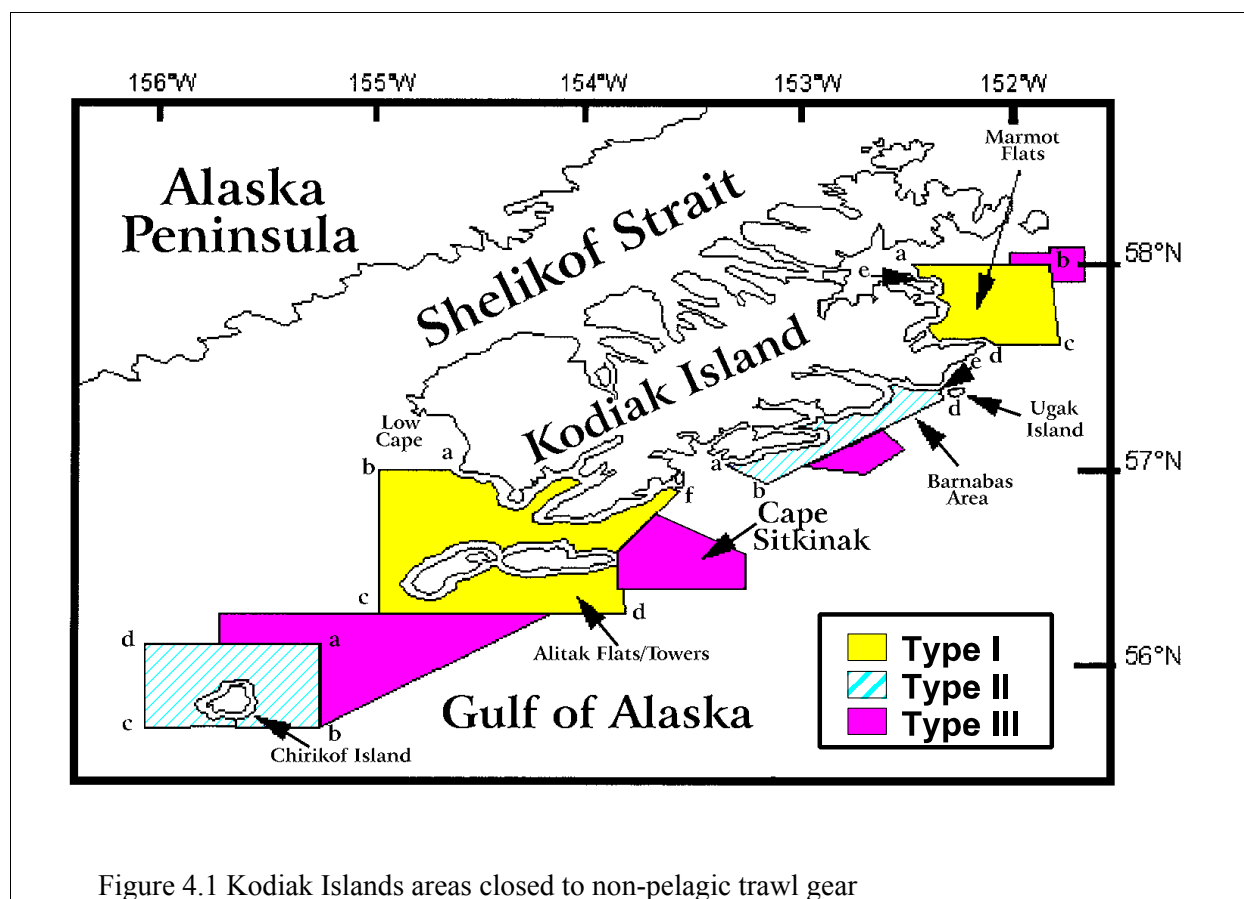 156°W 155°W 154°W 153°W 152°W
Marmot
Flats
Alaska
Peninsula
Shelikof Strait
a
b
58°N
e
Kodiak Island
d
c
e
d
Ugak
Island
Low
Cape
a
b
a
b
57°N
Barnabas
Area
g
f
Cape
Sitkinak
c
d
Alitak Flats/Towers
d
a
56°N
c
b
Chirikof Island
Gulf of Alaska
Type I
Type II
Type III
Figure 4.1 Kodiak Islands areas closed to non-pelagic trawl gear